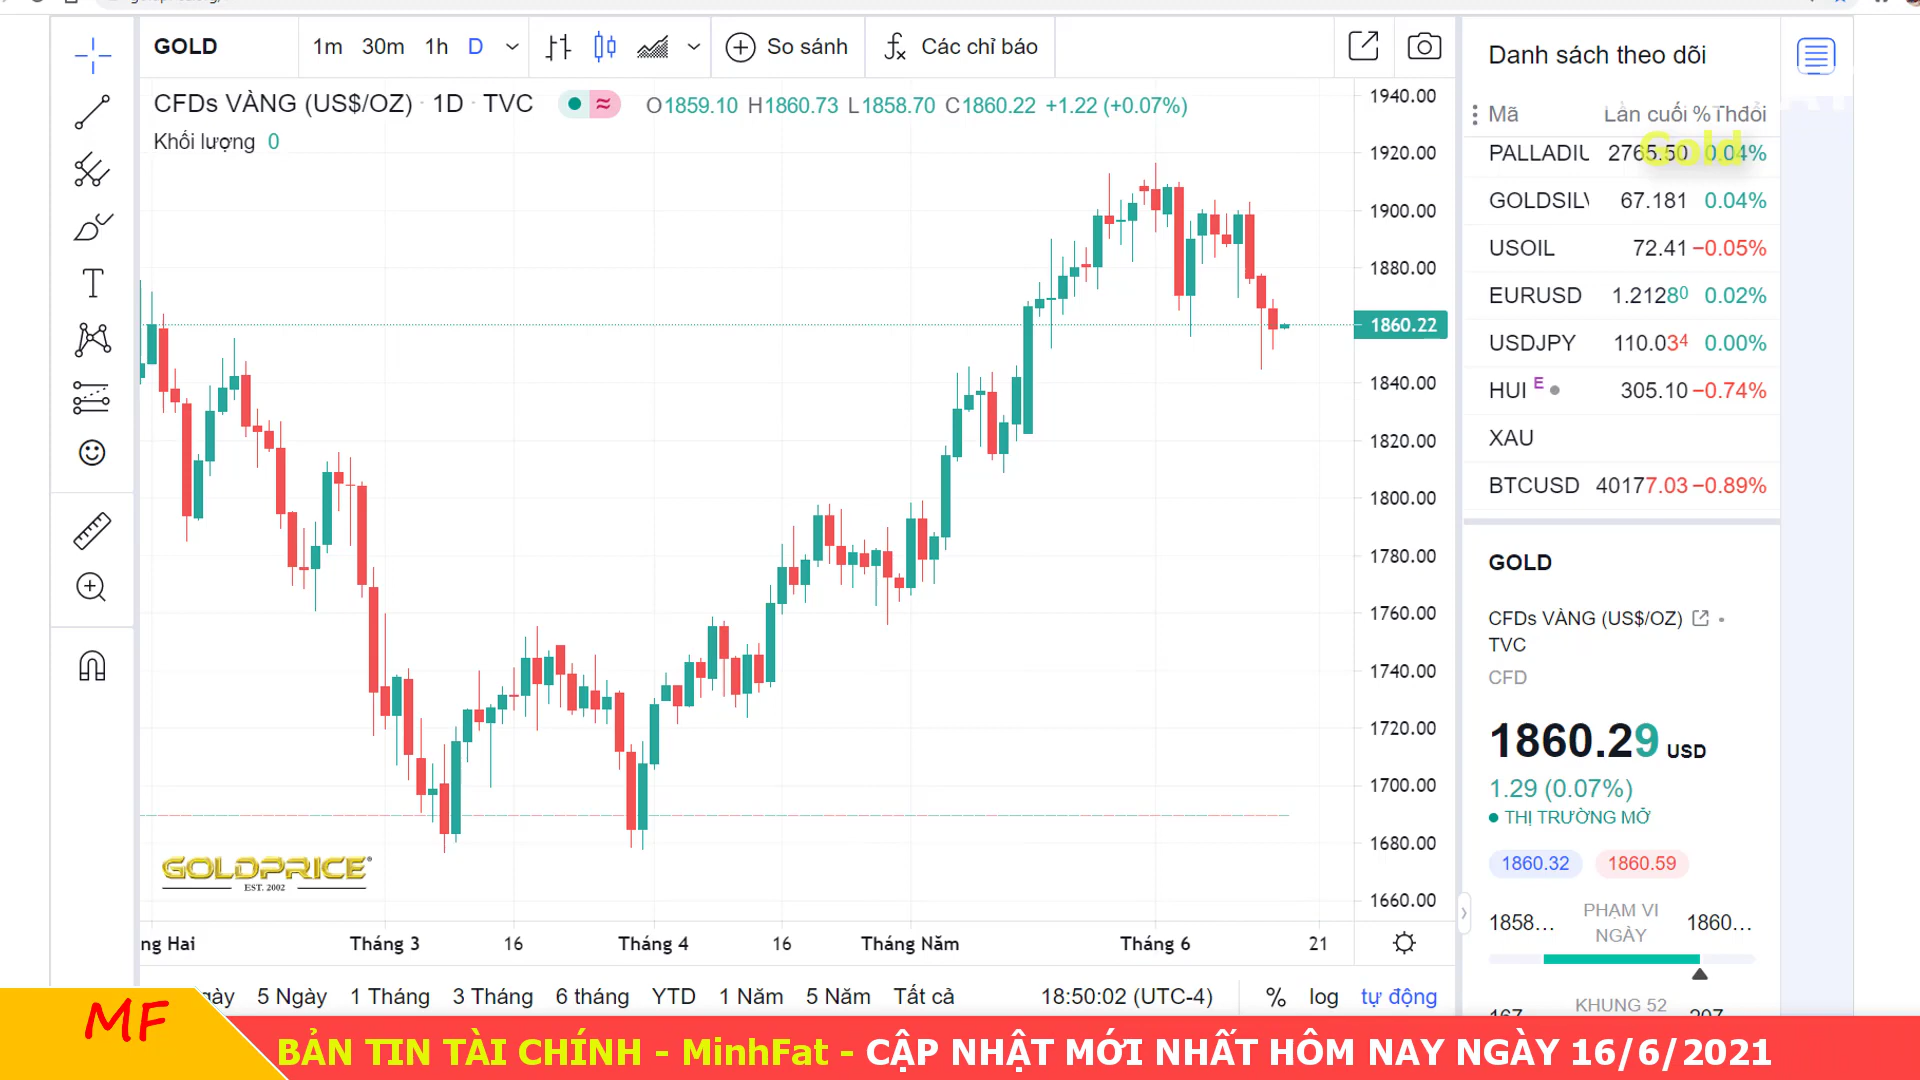 GOLD
1m 30m 1h D
So sánh
Các chỉ báo
CFDs VÀNG (US$/OZ) · 1D · TVC
O1859.10 H1860.73 L1858.70 C1860.22 +1.22 (+0.07%)
Khối lượng 0
1940.00
1920.00
1900.00
1880.00
1860.22
1840.00
1820.00
1800.00
1780.00
1760.00
1740.00
1720.00
1700.00
1680.00
1660.00
GOLDPRICE
EST. 2002
ng Hai Tháng 3 16 Tháng 4 16 Tháng Năm Tháng 6 21
gày 5 Ngày 1 Tháng 3 Tháng 6 tháng YTD 1 Năm 5 Năm Tất cả
18:50:02 (UTC-4) % log tự động
Danh sách theo dõi
Mã Lần cuối %Thđổi
Gold
PALLADIU 2765.50 0.04%
GOLDSILV 67.181 0.04%
USOIL 72.41 −0.05%
EURUSD 1.21280 0.02%
USDJPY 110.034 0.00%
HUI E 305.10 −0.74%
XAU
BTCUSD 40177.03 −0.89%
GOLD
CFDs VÀNG (US$/OZ)
TVC
CFD
1860.29 USD
1.29 (0.07%)
THỊ TRƯỜNG MỞ
1860.32 1860.59
1858... PHẠM VI NGÀY 1860...
KHUNG 52
MF
BẢN TIN TÀI CHÍNH - MinhFat - CẬP NHẬT MỚI NHẤT HÔM NAY NGÀY 16/6/2021